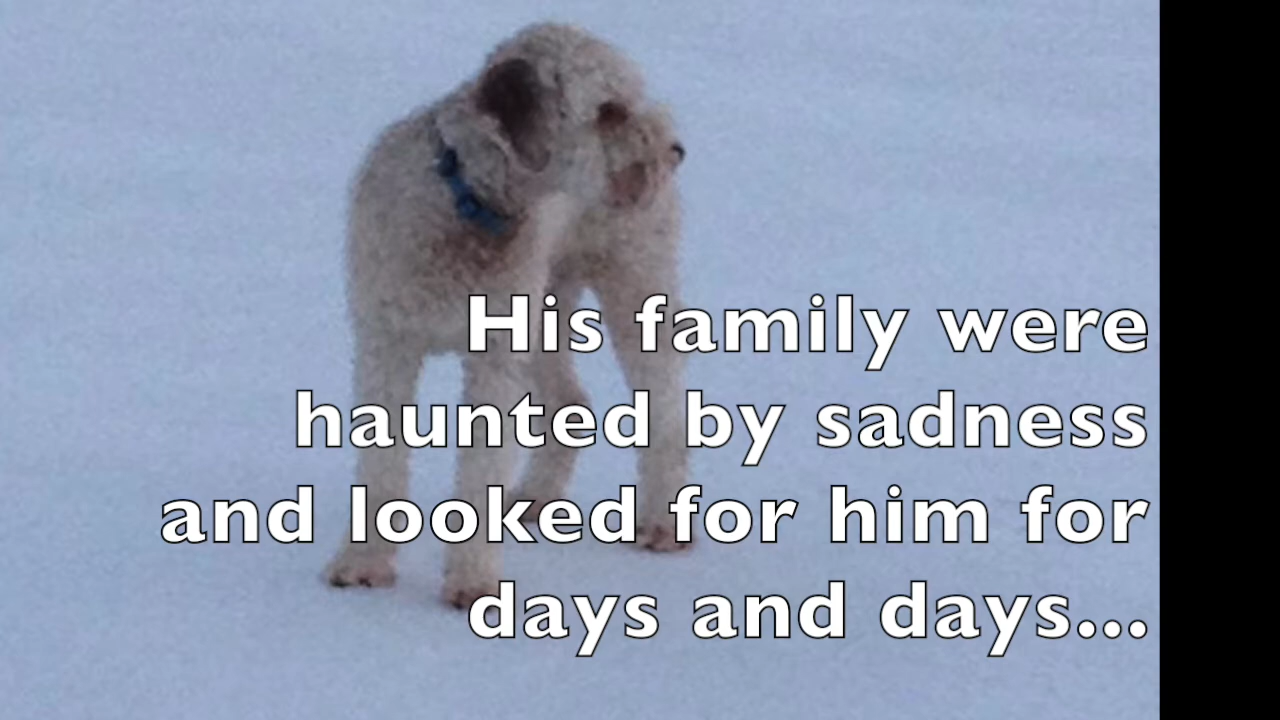 His family were
haunted by sadness
and looked for him for
days and days...